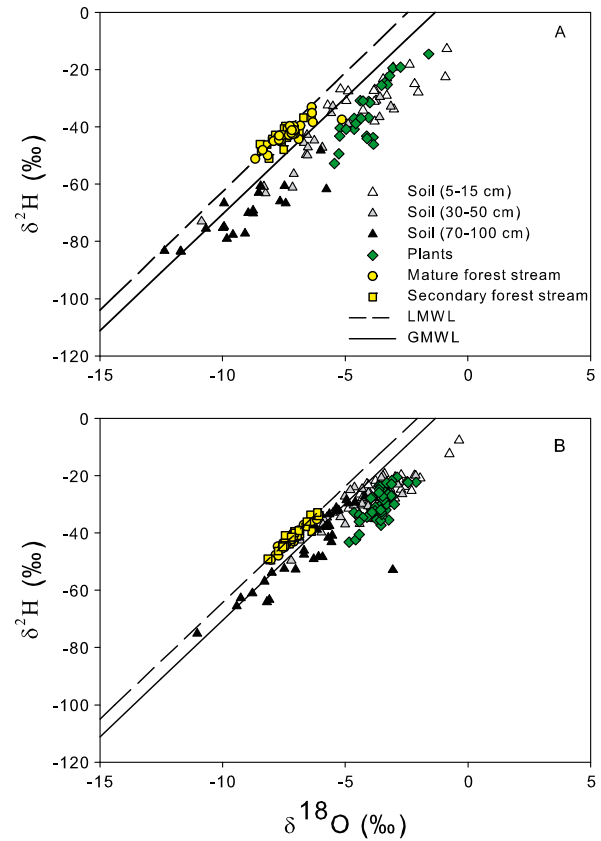 A
0
-20
-40
-60
-80
-100
-120
δ²H (‰)
Soil (5-15 cm)
Soil (30-50 cm)
Soil (70-100 cm)
Plants
Mature forest stream
Secondary forest stream
LMWL
GMWL
-15 -10 -5 0
B
0
-20
-40
-60
-80
-100
-120
δ²H (‰)
-15 -10 -5 0
δ¹⁸O (‰)